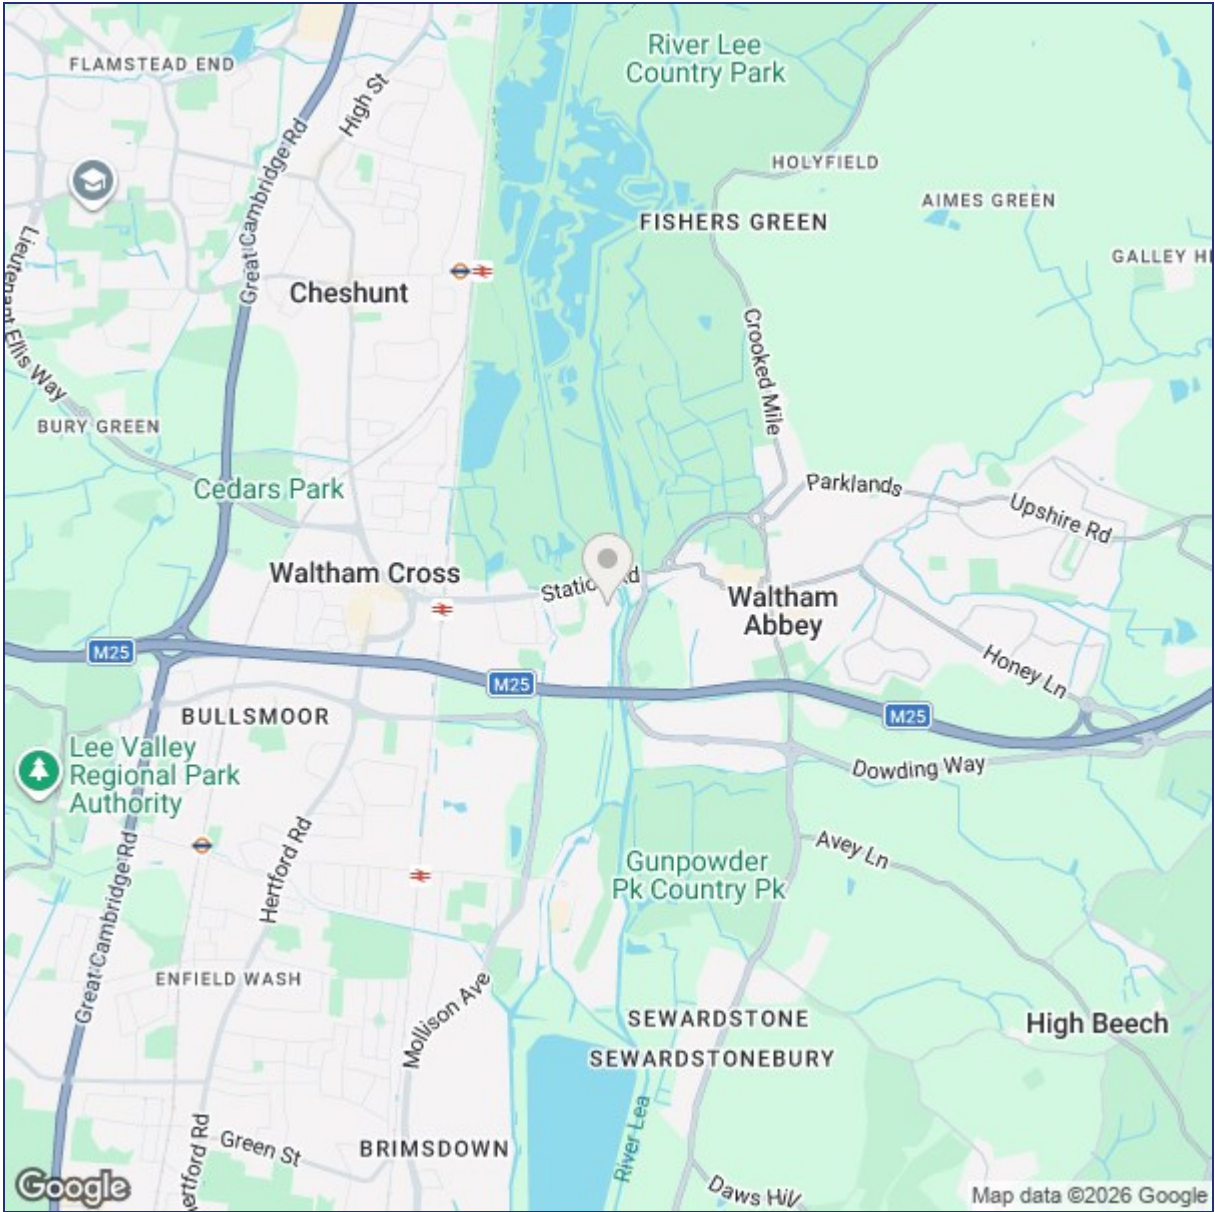 River Lee
Country Park
FLAMSTEAD END
High St
Great Cambridge Rd
HOLYFIELD
AIMES GREEN
FISHERS GREEN
GALLEY HI
Lieutenant Ellis Way
Cheshunt
Crooked Mile
BURY GREEN
Cedars Park
Parklands
Upshire Rd
Waltham Cross
Station Rd
Waltham
Abbey
M25
Honey Ln
M25
M25
BULLSMOOR
Lee Valley
Regional Park
Authority
Dowding Way
Hertford Rd
Great Cambridge Rd
Avey Ln
Gunpowder
Pk Country Pk
ENFIELD WASH
Mollison Ave
SEWARDSTONE
High Beech
SEWARDSTONEBURY
River Lea
ertford Rd
Green St
BRIMSDOWN
Daws Hil
Google
Map data ©2026 Google